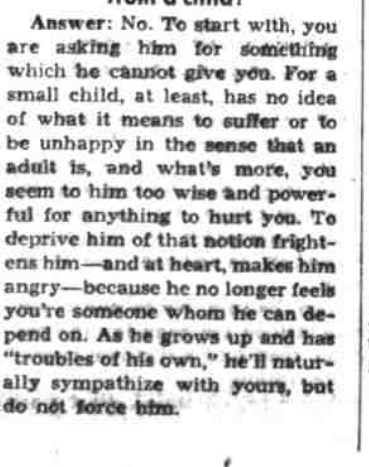 from a child?
Answer: No. To start with, you
are asking him for something
which he cannot give you. For a
small child, at least, has no idea
of what it means to suffer or to
be unhappy in the sense that an
adult is, and what's more, you
seem to him too wise and power-
ful for anything to hurt you. To
deprive him of that notion fright-
ens him—and at heart, makes him
angry—because he no longer feels
you're someone whom he can de-
pend on. As he grows up and has
"troubles of his own," he'll natur-
ally sympathize with yours, but
do not force him.